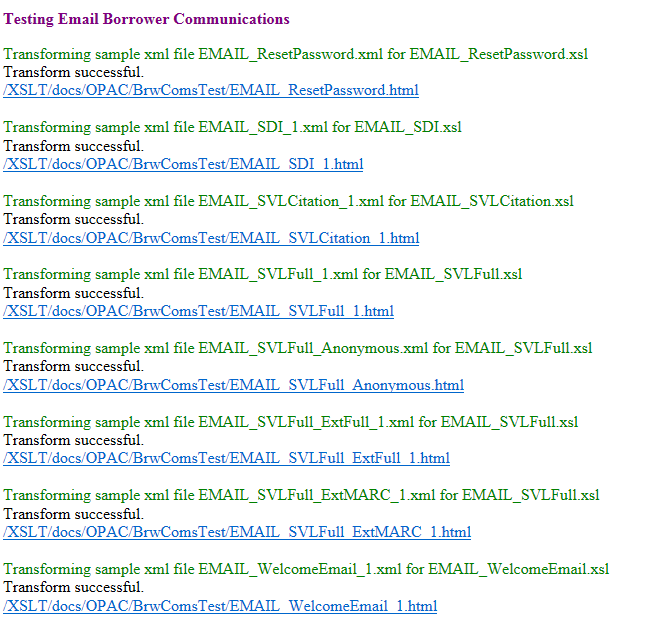 Testing Email Borrower Communications
Transforming sample xml file EMAIL_ResetPassword.xml for EMAIL_ResetPassword.xsl
Transform successful.
/XSLT/docs/OPAC/BrwComsTest/EMAIL_ResetPassword.html
Transforming sample xml file EMAIL_SDI_1.xml for EMAIL_SDI.xsl
Transform successful.
/XSLT/docs/OPAC/BrwComsTest/EMAIL_SDI_1.html
Transforming sample xml file EMAIL_SVLCitation_1.xml for EMAIL_SVLCitation.xsl
Transform successful.
/XSLT/docs/OPAC/BrwComsTest/EMAIL_SVLCitation_1.html
Transforming sample xml file EMAIL_SVLFull_1.xml for EMAIL_SVLFull.xsl
Transform successful.
/XSLT/docs/OPAC/BrwComsTest/EMAIL_SVLFull_1.html
Transforming sample xml file EMAIL_SVLFull_Anonymous.xml for EMAIL_SVLFull.xsl
Transform successful.
/XSLT/docs/OPAC/BrwComsTest/EMAIL_SVLFull_Anonymous.html
Transforming sample xml file EMAIL_SVLFull_ExtFull_1.xml for EMAIL_SVLFull.xsl
Transform successful.
/XSLT/docs/OPAC/BrwComsTest/EMAIL_SVLFull_ExtFull_1.html
Transforming sample xml file EMAIL_SVLFull_ExtMARC_1.xml for EMAIL_SVLFull.xsl
Transform successful.
/XSLT/docs/OPAC/BrwComsTest/EMAIL_SVLFull_ExtMARC_1.html
Transforming sample xml file EMAIL_WelcomeEmail_1.xml for EMAIL_WelcomeEmail.xsl
Transform successful.
/XSLT/docs/OPAC/BrwComsTest/EMAIL_WelcomeEmail_1.html